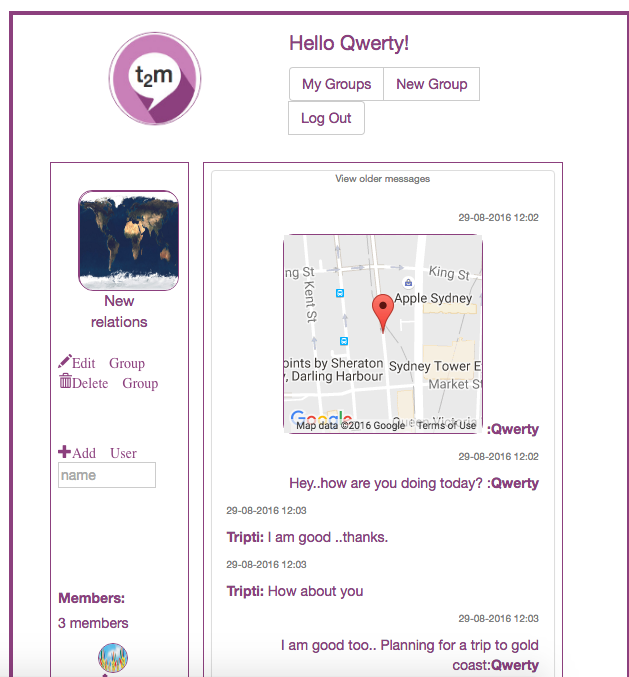 t2m
Hello Qwerty!
My Groups
New Group
Log Out
New
relations
Edit Group
Delete Group
Add User
name
Members:
3 members
View older messages
29-08-2016 12:02
ng St
Kent St
King St
Apple Sydney
oints by Sheraton
, Darling Harbour
Sydney Tower E
Market St
Queen Victoria
Google
Map data ©2016 Google
Terms of Use
:Qwerty
29-08-2016 12:02
Hey..how are you doing today? :Qwerty
29-08-2016 12:03
Tripti: I am good ..thanks.
29-08-2016 12:03
Tripti: How about you
29-08-2016 12:03
I am good too.. Planning for a trip to gold
coast:Qwerty